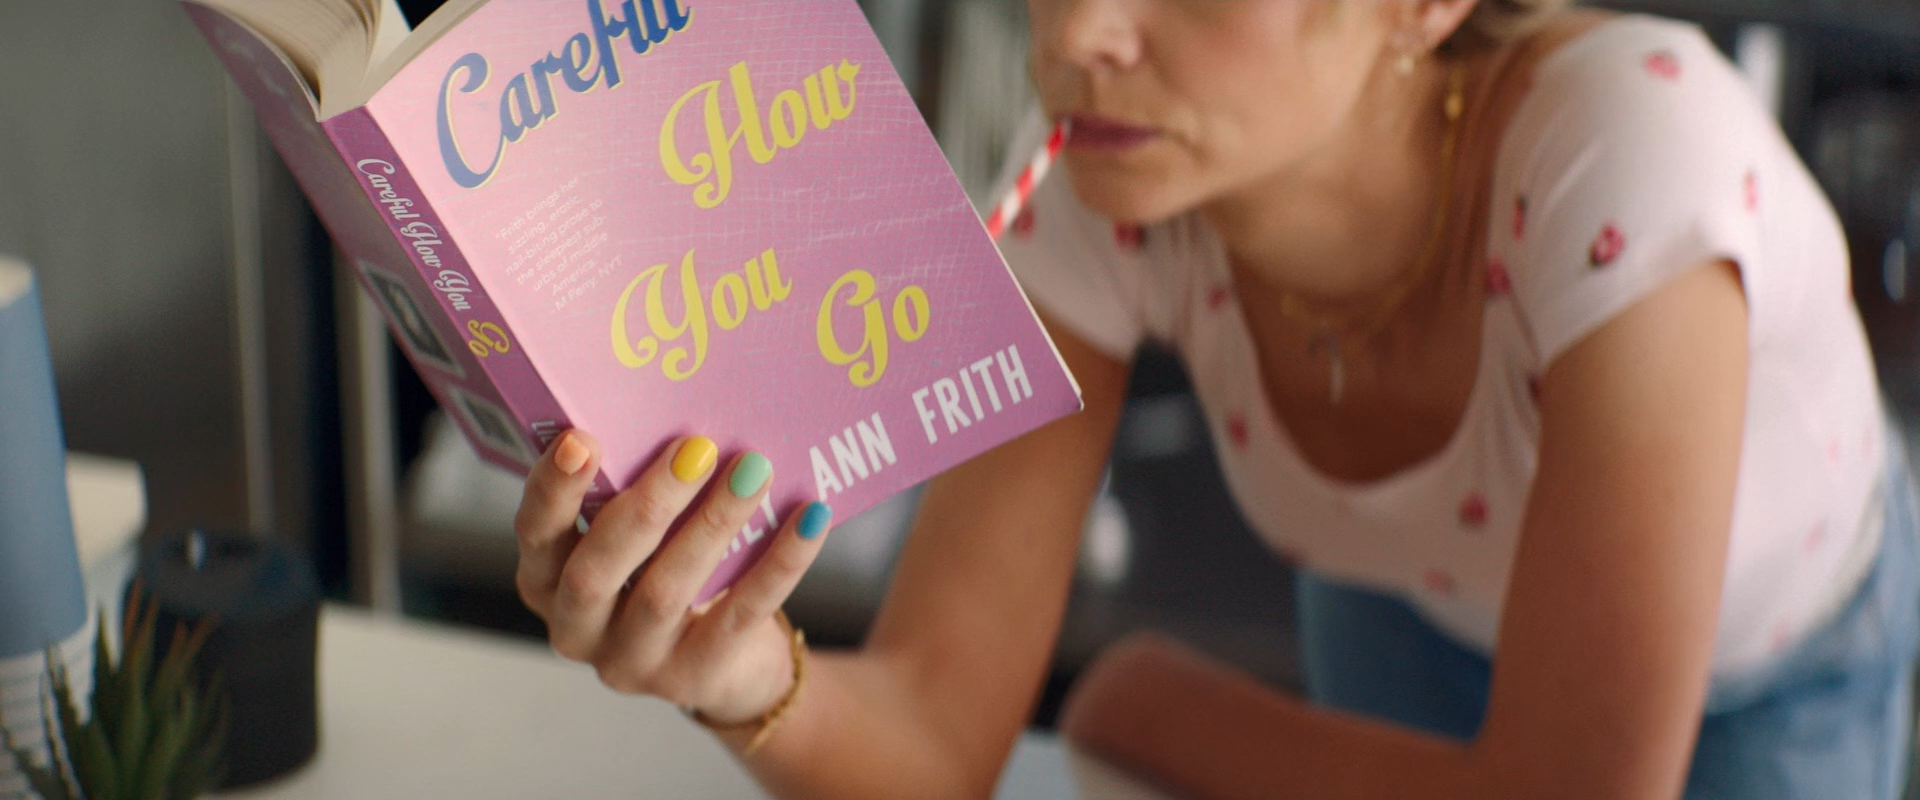 Careful
How
You
Go
"Frith brings her
sizzling, erotic,
nail-biting prose to
the sleepiest sub-
urbs of middle
America."
- M Perry, NYT
ANN FRITH
Careful How You Go